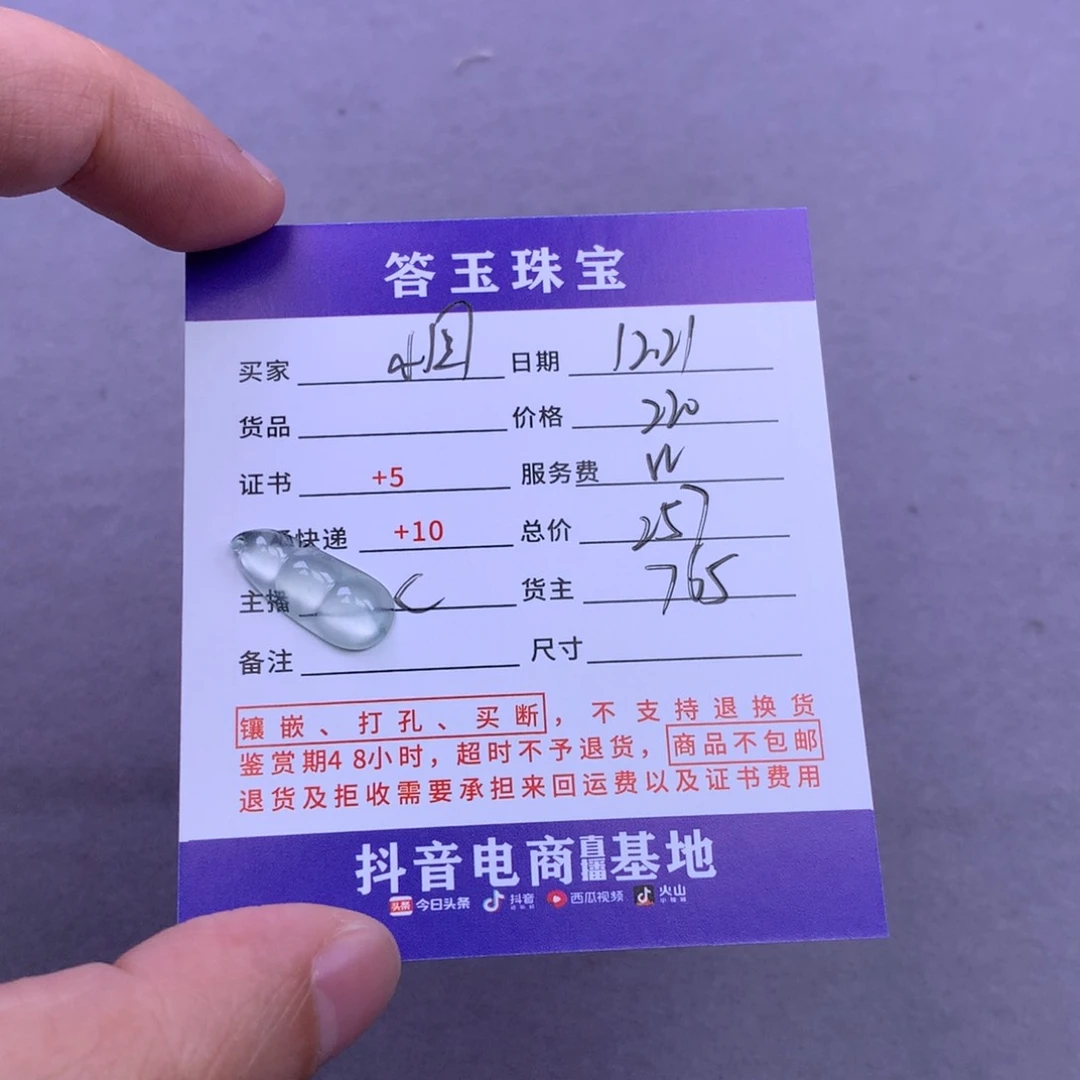 答玉珠宝
买家 日期 12.21
货品 价格
证书 +5 服务费
快递 +10 总价 257
主播 C 货主 765
备注 尺寸
镶嵌、打孔、买断，不支持退换货
鉴赏期48小时，超时不予退货，商品不包邮
退货及拒收需要承担来回运费以及证书费用
抖音电商直播基地
头条 今日头条 抖音 西瓜视频 火山